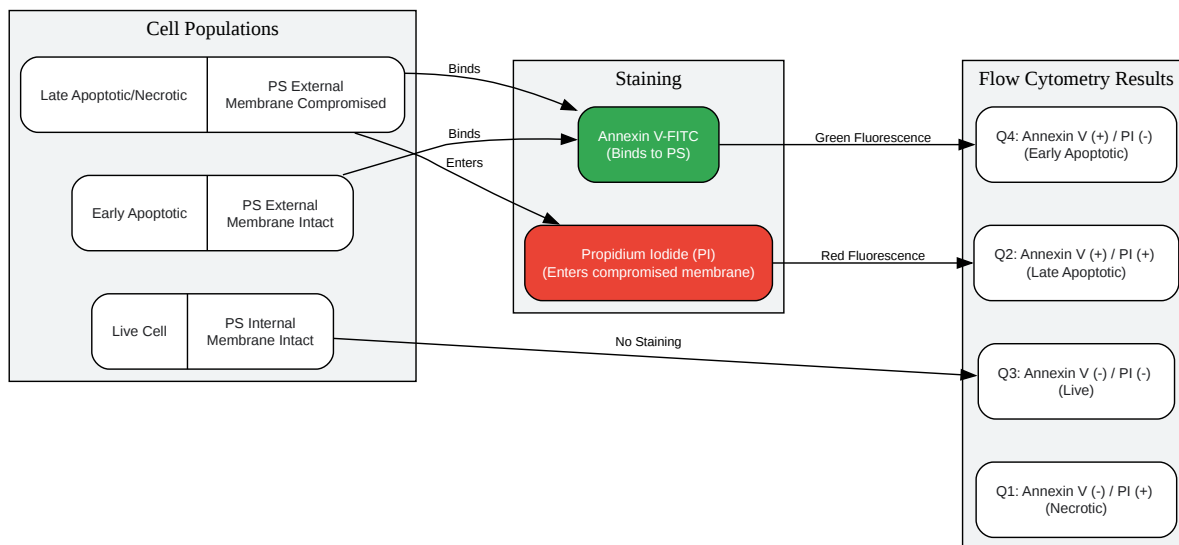 Cell Populations
Late Apoptotic/Necrotic
PS External
Membrane Compromised
Early Apoptotic
PS External
Membrane Intact
Live Cell
PS Internal
Membrane Intact
Binds
Binds
Enters
No Staining
Staining
Annexin V-FITC
(Binds to PS)
Propidium Iodide (PI)
(Enters compromised membrane)
Green Fluorescence
Red Fluorescence
Flow Cytometry Results
Q4: Annexin V (+) / PI (-)
(Early Apoptotic)
Q2: Annexin V (+) / PI (+)
(Late Apoptotic)
Q3: Annexin V (-) / PI (-)
(Live)
Q1: Annexin V (-) / PI (+)
(Necrotic)